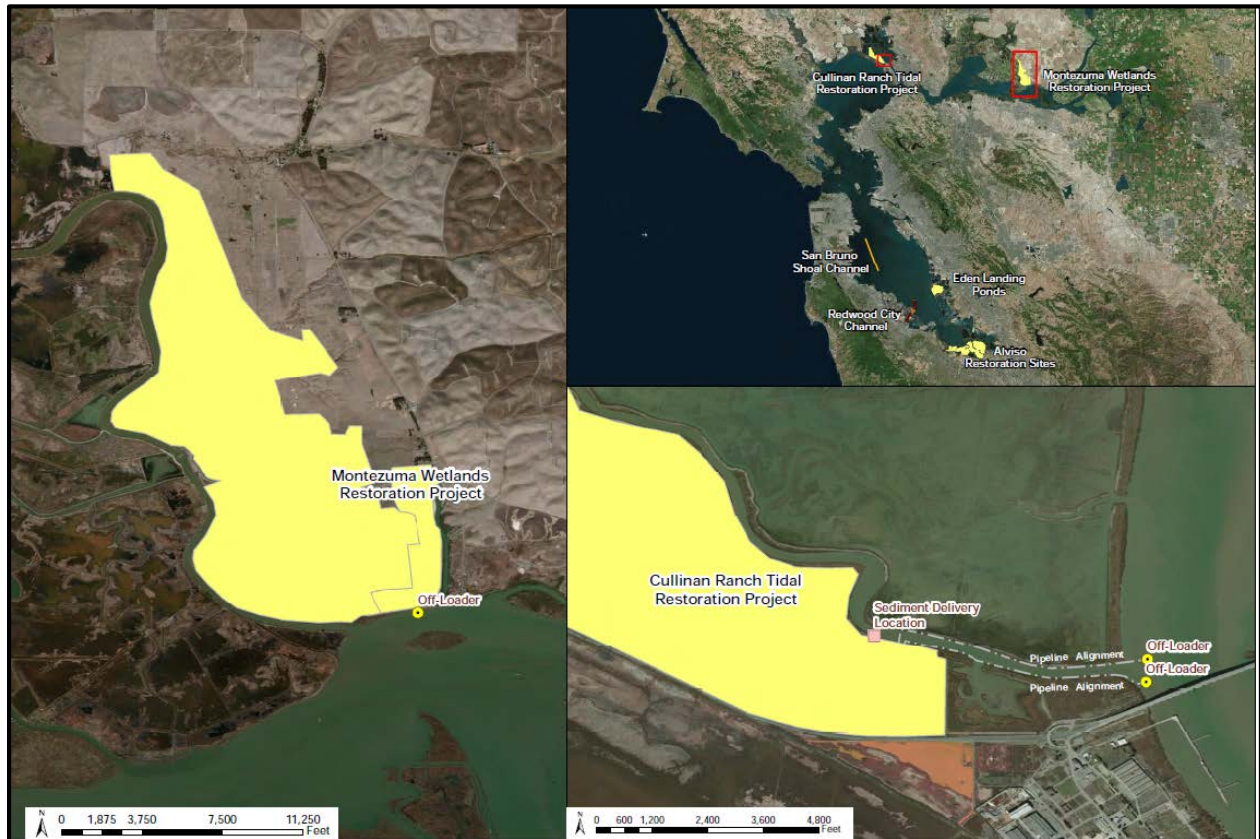 Montezuma Wetlands
Restoration Project
Off-Loader
N
0 1,875 3,750 7,500 11,250
Feet
Cullinan Ranch Tidal
Restoration Project
Montezuma Wetlands
Restoration Project
San Bruno
Shoal Channel
Eden Landing
Ponds
Redwood City
Channel
Alviso
Restoration Sites
Cullinan Ranch Tidal
Restoration Project
Sediment Delivery
Location
Pipeline Alignment
Off-Loader
Off-Loader
Pipeline Alignment
N
0 600 1,200 2,400 3,600 4,800
Feet